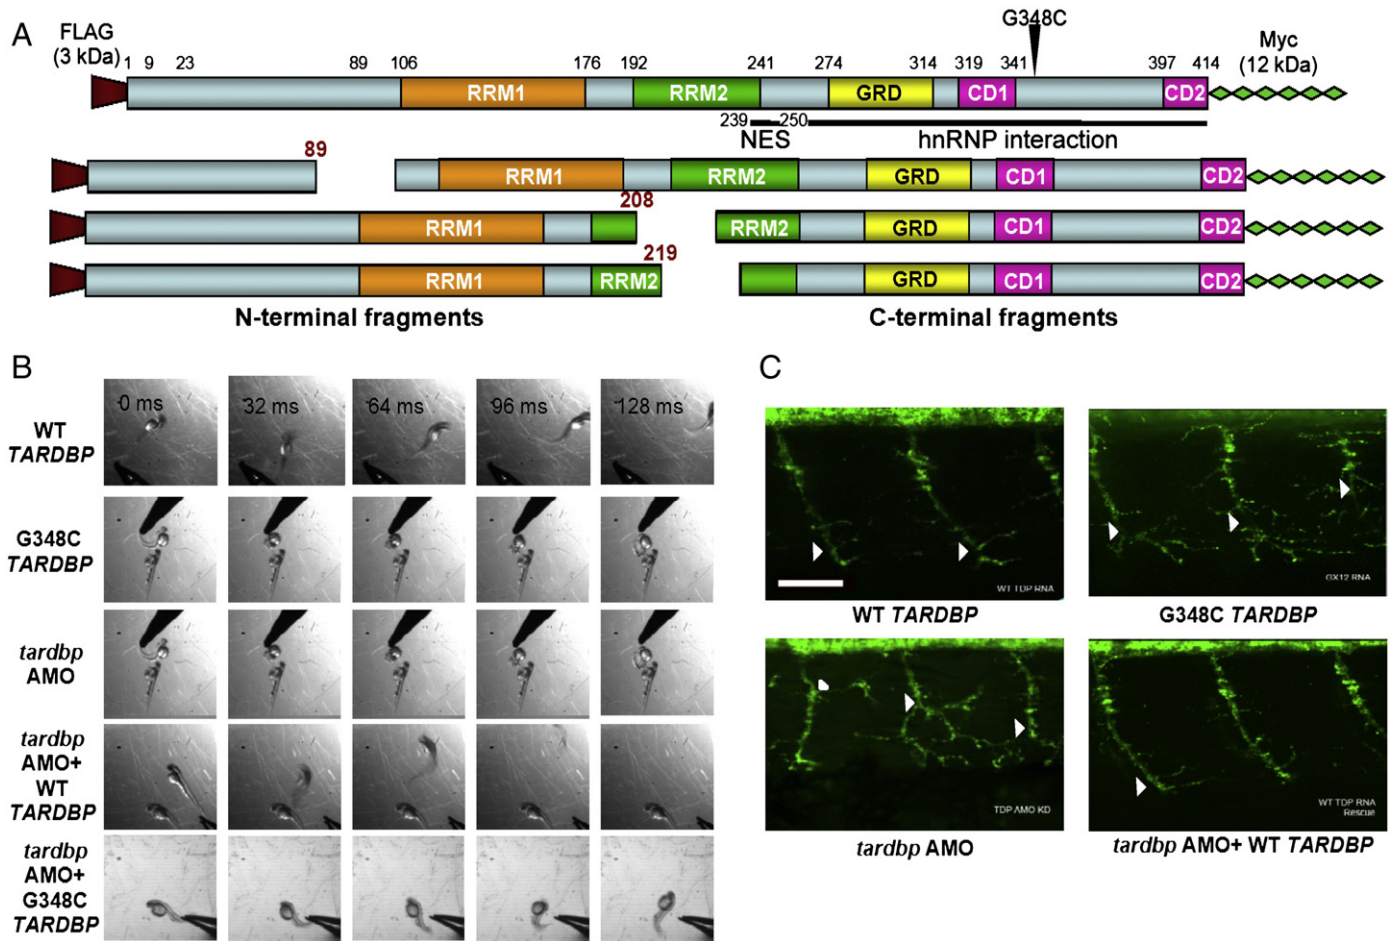 A
FLAG
(3 kDa)
G348C
Myc
(12 kDa)
1 9 23 89 106 176 192 241 274 314 319 341 397 414
RRM1 RRM2 GRD CD1 CD2
239 250
NES hnRNP interaction
89
RRM1 RRM2 GRD CD1 CD2
208
RRM1 RRM2 GRD CD1 CD2
219
RRM1 RRM2 GRD CD1 CD2
N-terminal fragments C-terminal fragments
B
0 ms 32 ms 64 ms 96 ms 128 ms
WT
TARDBP
G348C
TARDBP
tardbp
AMO
tardbp
AMO+
WT
TARDBP
tardbp
AMO+
G348C
TARDBP
C
WT TDP RNA
WT TARDBP
GX12 RNA
G348C TARDBP
TDP AMO KD
tardbp AMO
WT TDP RNA
Rescue
tardbp AMO+ WT TARDBP